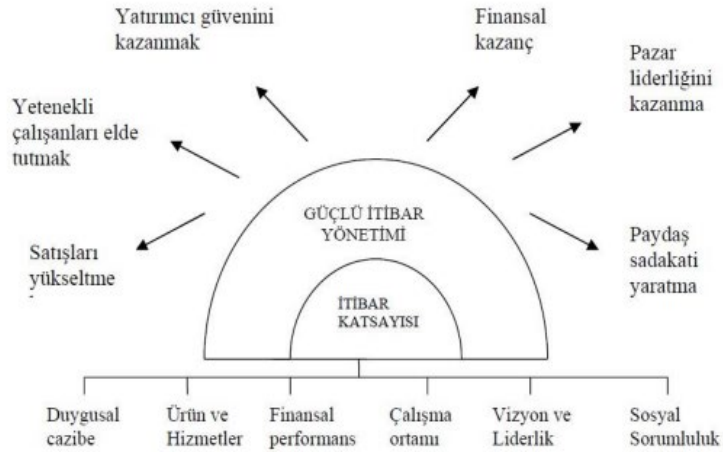 Yatırımcı güvenini
kazanmak
Finansal
kazanç
Pazar
liderliğini
kazanma
Yetenekli
çalışanları elde
tutmak
Satışları
yükseltme
Paydaş
sadakati
yaratma
GÜÇLÜ İTİBAR
YÖNETİMİ
İTİBAR
KATSAYISI
Duygusal
cazibe
Ürün ve
Hizmetler
Finansal
performans
Çalışma
ortamı
Vizyon ve
Liderlik
Sosyal
Sorumluluk